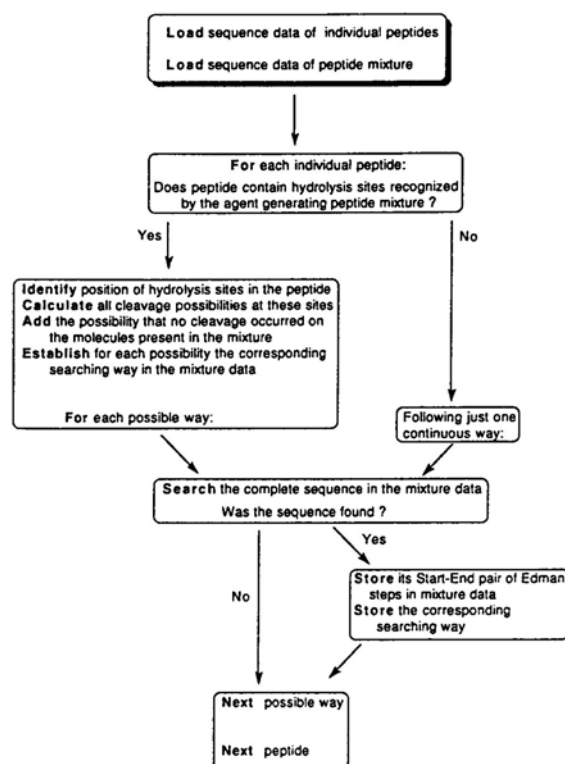 Load sequence data of individual peptides
Load sequence data of peptide mixture
For each individual peptide:
Does peptide contain hydrolysis sites recognized
by the agent generating peptide mixture ?
Yes
No
Identify position of hydrolysis sites in the peptide
Calculate all cleavage possibilities at these sites
Add the possibility that no cleavage occurred on
the molecules present in the mixture
Establish for each possibility the corresponding
searching way in the mixture data
For each possible way:
Following just one
continuous way:
Search the complete sequence in the mixture data
Was the sequence found ?
Yes
No
Store its Start-End pair of Edman
steps in mixture data
Store the corresponding
searching way
Next possible way
Next peptide